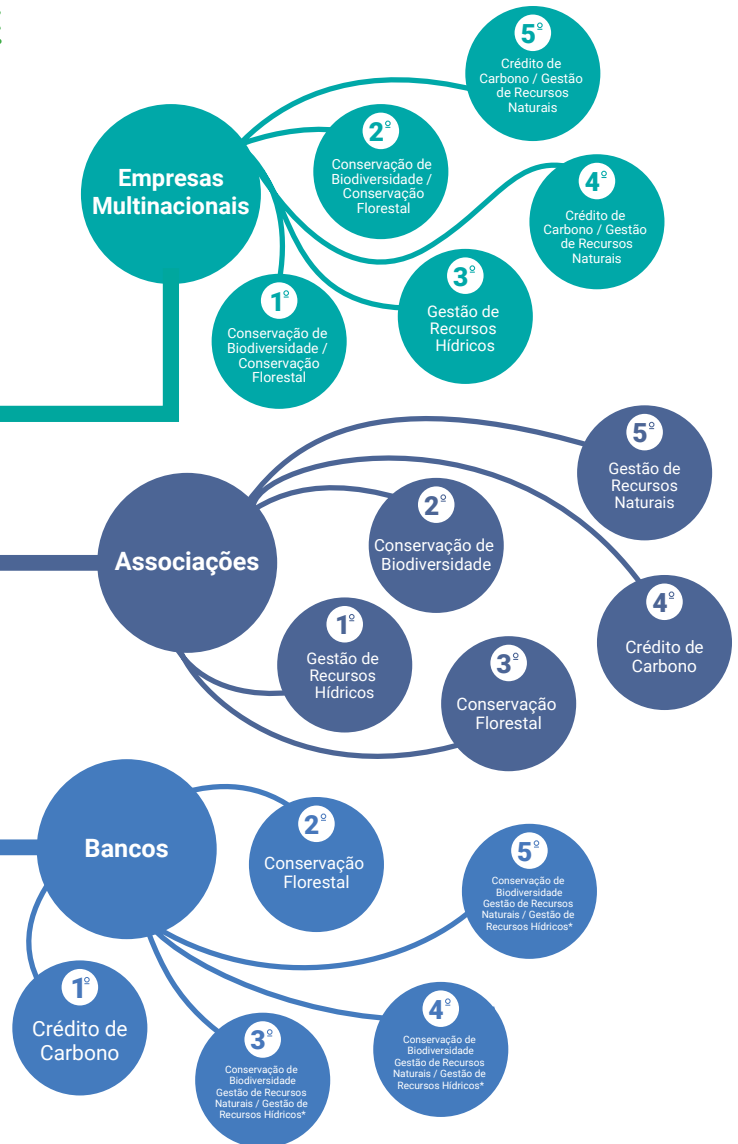 Empresas
Multinacionais
5º
Crédito de
Carbono / Gestão
de Recursos
Naturais
2º
Conservação de
Biodiversidade /
Conservação
Florestal
4º
Crédito de
Carbono / Gestão
de Recursos
Naturais
3º
Gestão de
Recursos
Hídricos
1º
Conservação de
Biodiversidade /
Conservação
Florestal
Associações
5º
Gestão de
Recursos
Naturais
2º
Conservação de
Biodiversidade
4º
Crédito de
Carbono
1º
Gestão de
Recursos
Hídricos
3º
Conservação
Florestal
Bancos
2º
Conservação
Florestal
5º
Conservação de
Biodiversidade
Gestão de Recursos
Naturais / Gestão de
Recursos Hídricos*
1º
Crédito de
Carbono
4º
Conservação de
Biodiversidade
Gestão de Recursos
Naturais / Gestão de
Recursos Hídricos*
3º
Conservação de
Biodiversidade
Gestão de Recursos
Naturais / Gestão de
Recursos Hídricos*